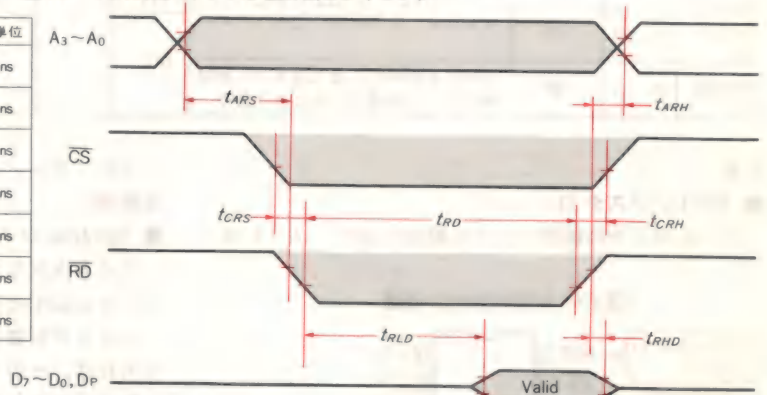 単位
ns
ns
ns
ns
ns
ns
ns
A₃~A₀
tARS
tARH
CS
tCRS
tRD
tCRH
RD
tRLD
tRHD
D₇~D₀,DP
Valid